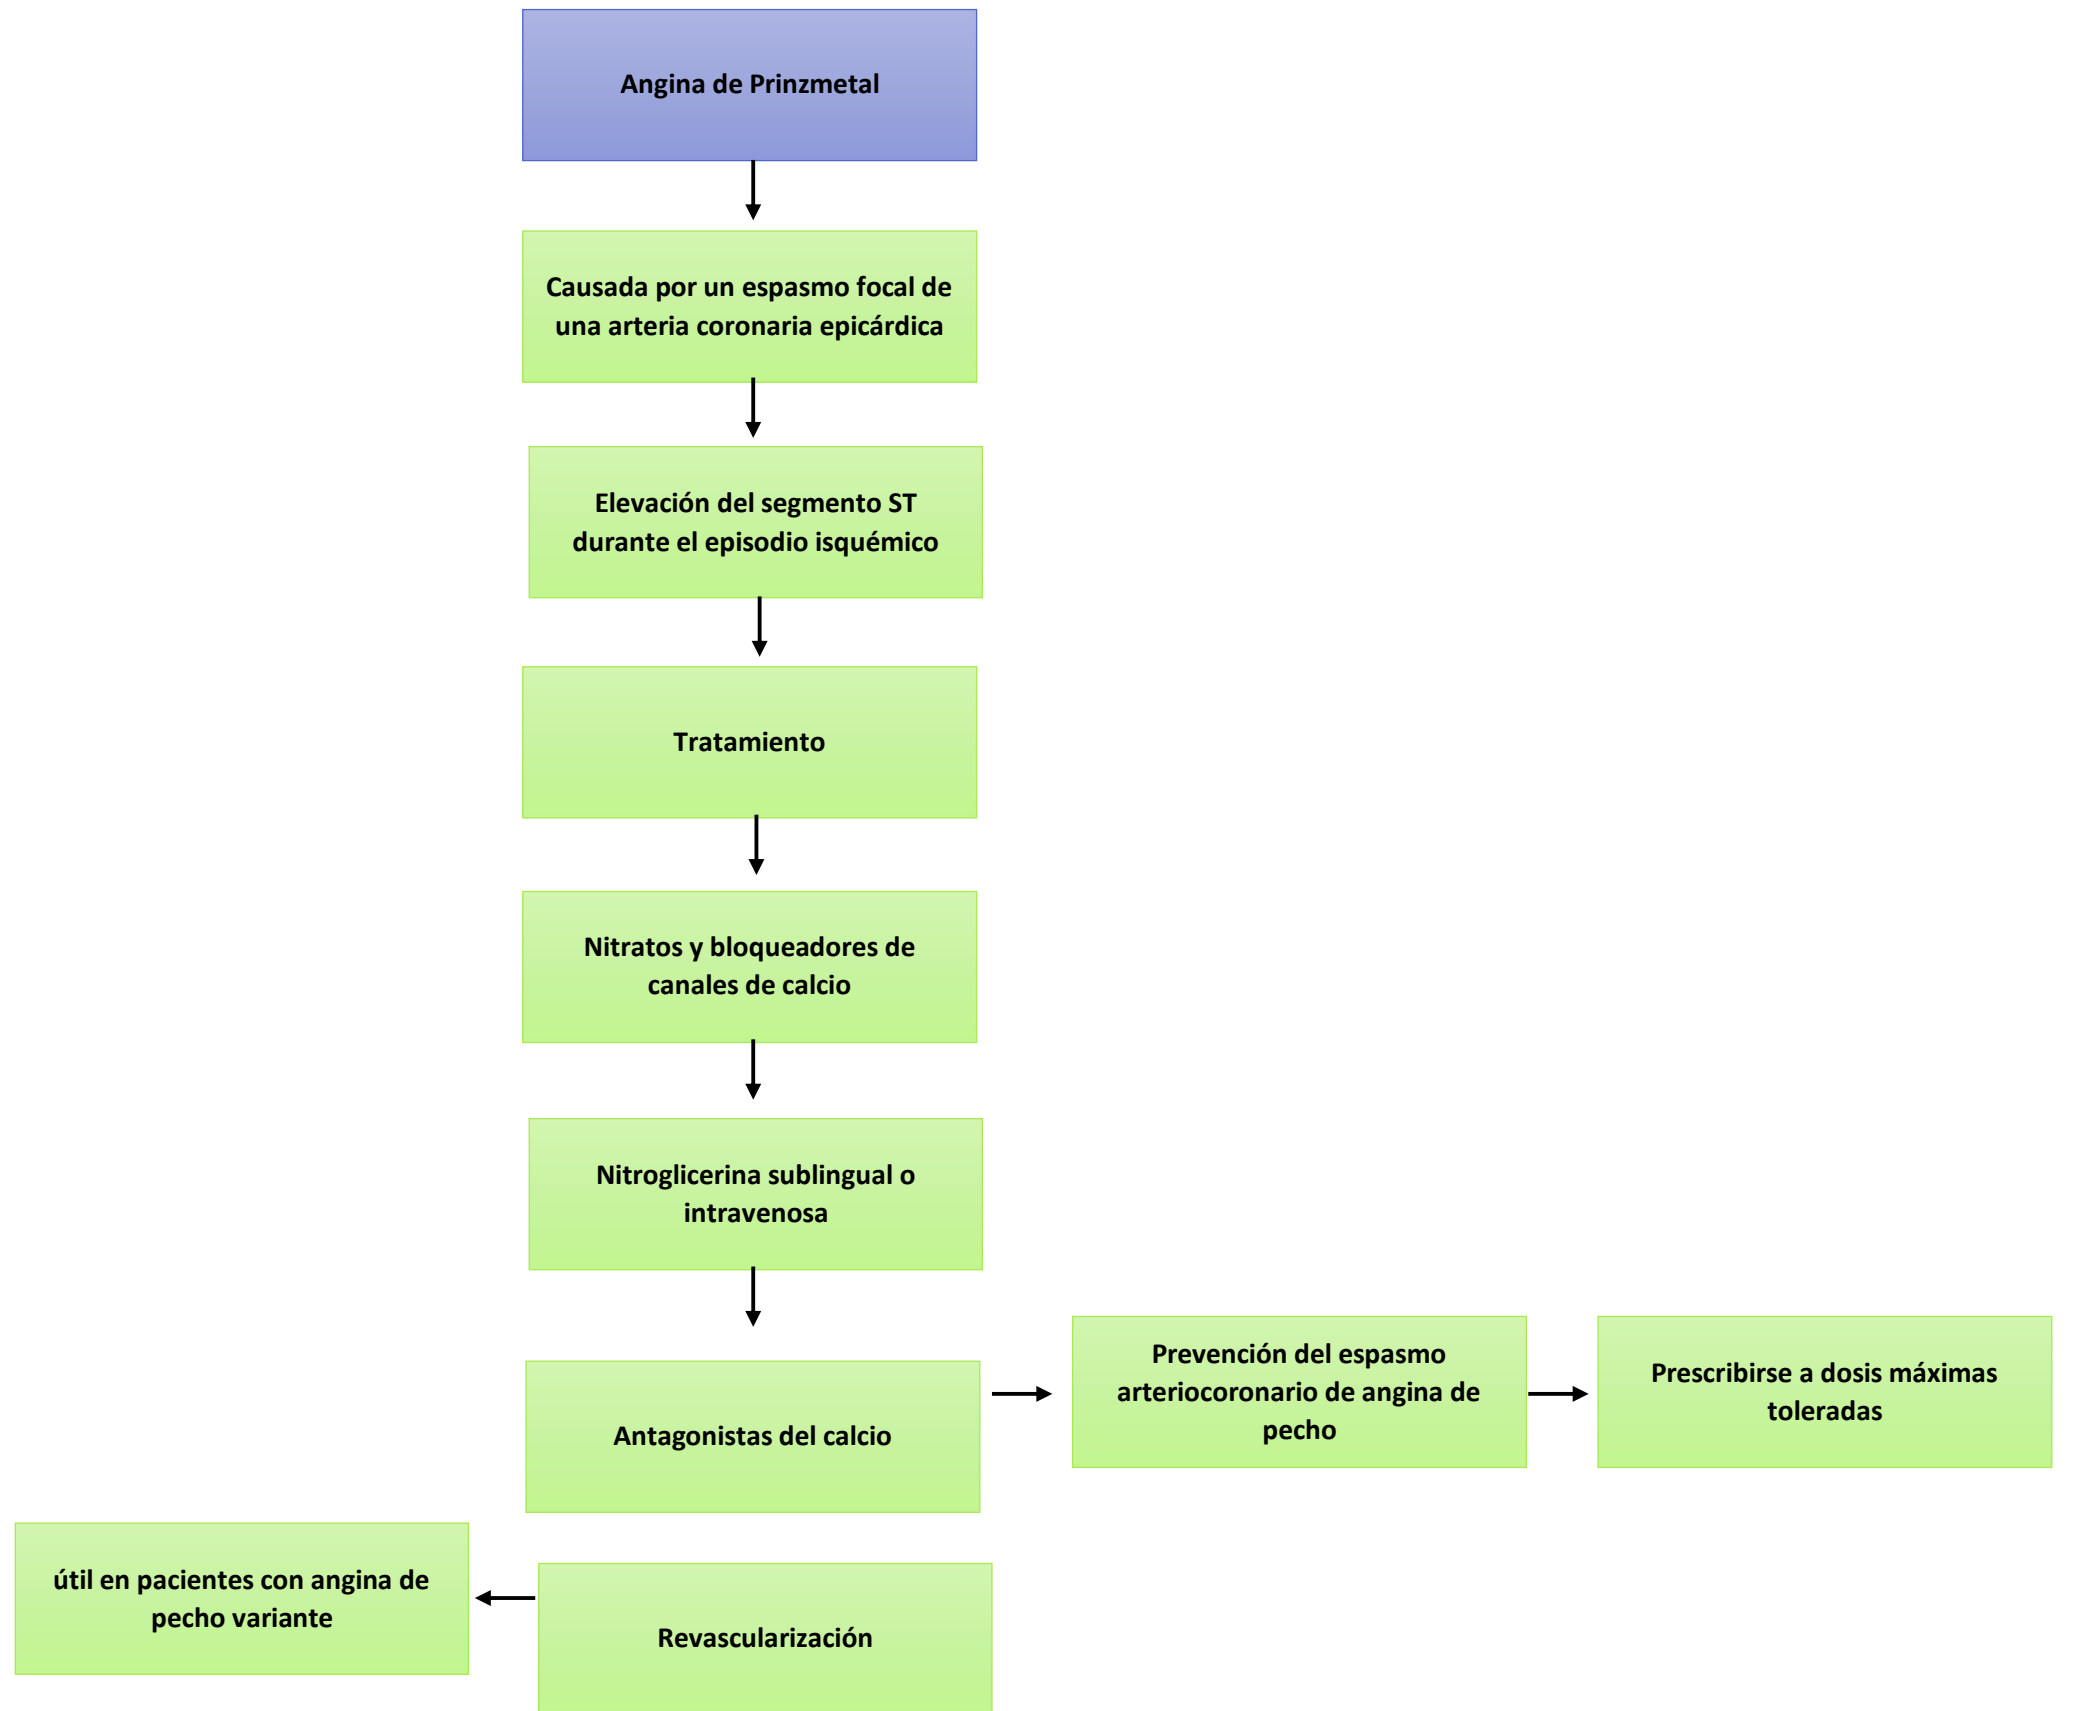 Angina de Prinzmetal
Causada por un espasmo focal de
una arteria coronaria epicárdica
Elevación del segmento ST
durante el episodio isquémico
Tratamiento
Nitratos y bloqueadores de
canales de calcio
Nitroglicerina sublingual o
intravenosa
Antagonistas del calcio
Prevención del espasmo
arteriocoronario de angina de
pecho
Prescribirse a dosis máximas
toleradas
Revascularización
útil en pacientes con angina de
pecho variante